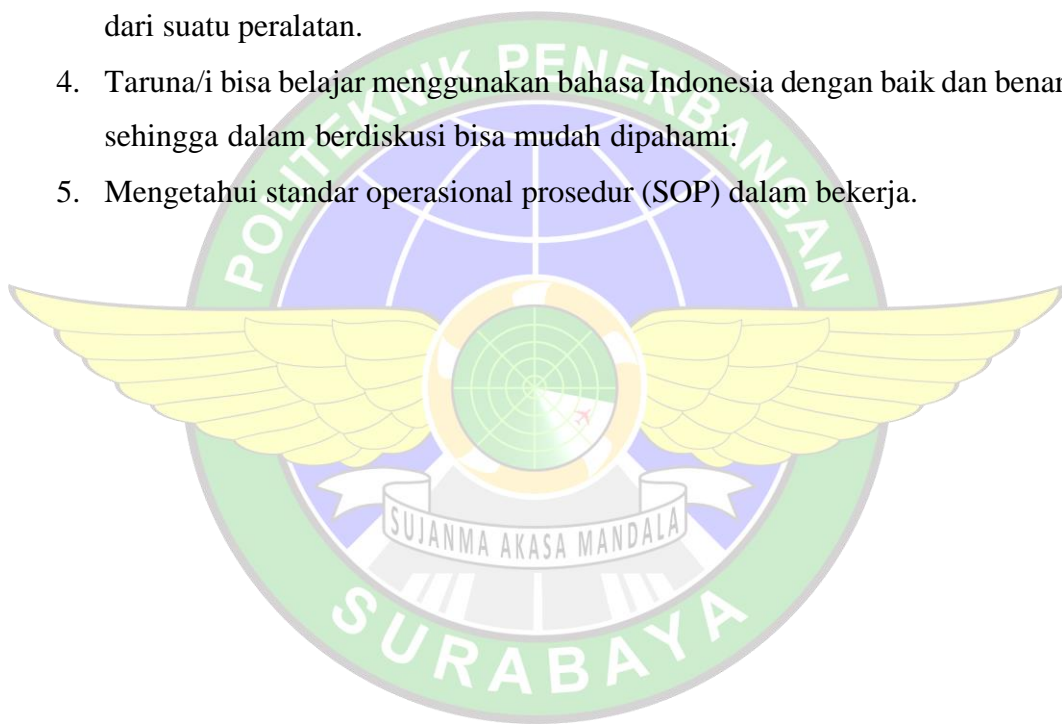 dari suatu peralatan.
4. Taruna/i bisa belajar menggunakan bahasa Indonesia dengan baik dan benar
sehingga dalam berdiskusi bisa mudah dipahami.
5. Mengetahui standar operasional prosedur (SOP) dalam bekerja.
POLITEKNIK PENERBANGAN
SUJANMA AKASA MANDALA
SURABAYA